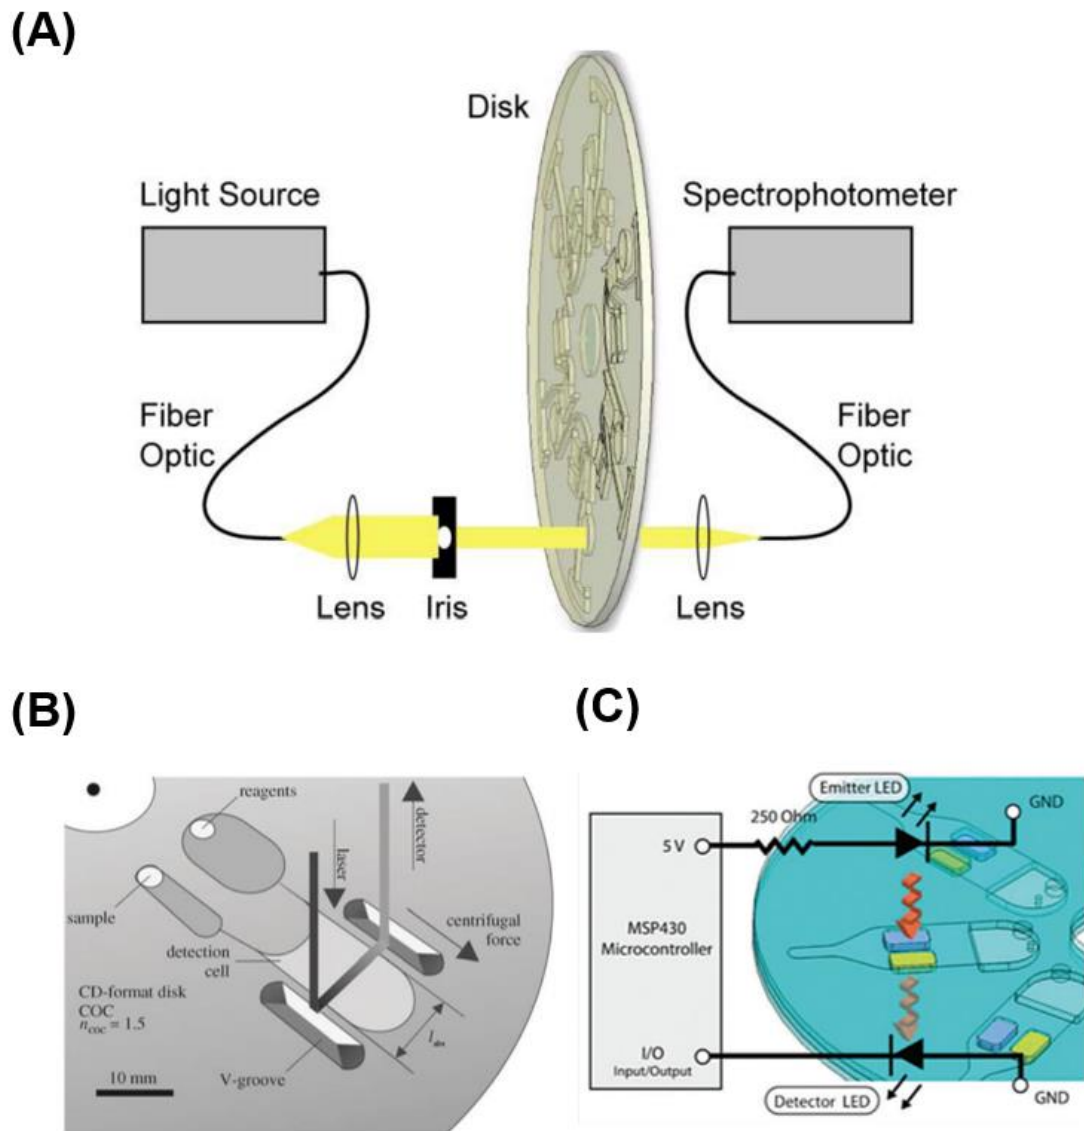 (A)
Disk
Light Source
Spectrophotometer
Fiber
Optic
Fiber
Optic
Lens
Iris
Lens
(B)
reagents
detector
laser
sample
centrifugal
force
detection
cell
CD-format disk
COC
n_coc = 1.5
l_abs
V-groove
10 mm
(C)
Emitter LED
GND
250 Ohm
5 V
MSP430
Microcontroller
I/O
Input/Output
Detector LED
GND